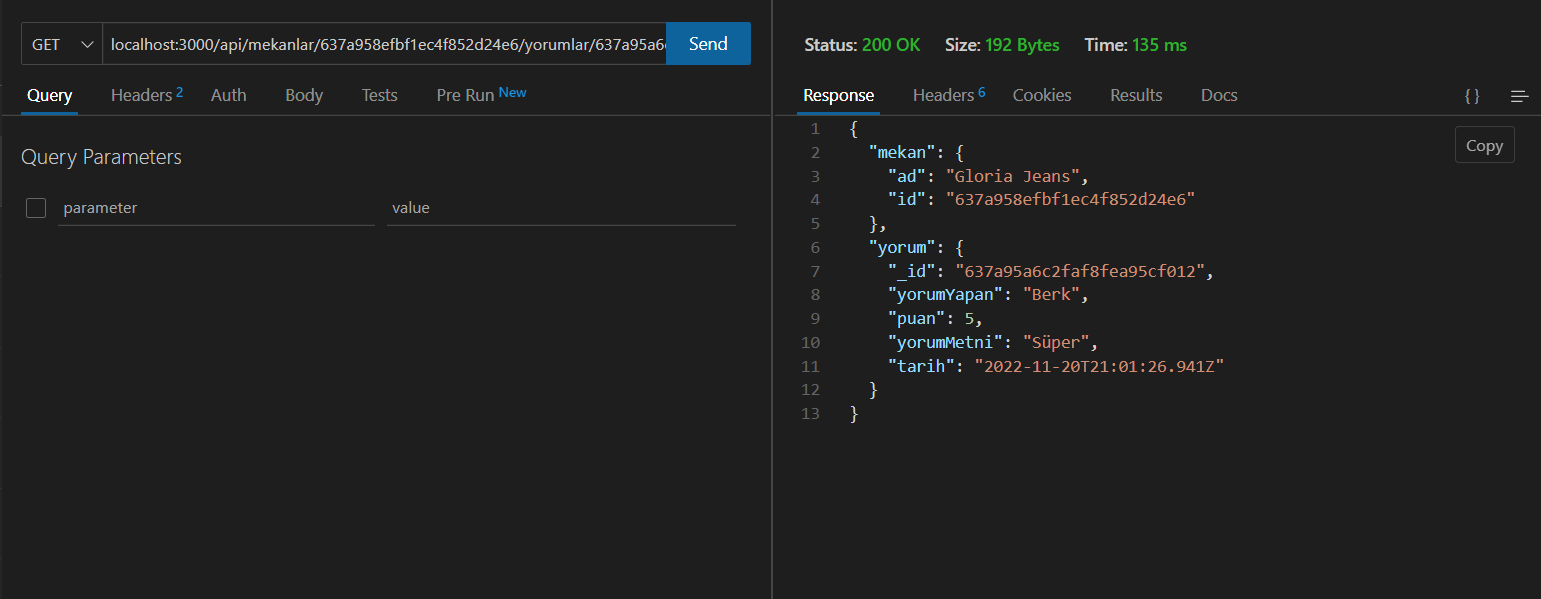 GET
localhost:3000/api/mekanlar/637a958efbf1ec4f852d24e6/yorumlar/637a95a6
Send
Query
Headers 2
Auth
Body
Tests
Pre Run New
Query Parameters
parameter
value
Status: 200 OK
Size: 192 Bytes
Time: 135 ms
Response
Headers 6
Cookies
Results
Docs
{ }
Copy
1 {
2 "mekan": {
3 "ad": "Gloria Jeans",
4 "id": "637a958efbf1ec4f852d24e6"
5 },
6 "yorum": {
7 "_id": "637a95a6c2faf8fea95cf012",
8 "yorumYapan": "Berk",
9 "puan": 5,
10 "yorumMetni": "Süper",
11 "tarih": "2022-11-20T21:01:26.941Z"
12 }
13 }